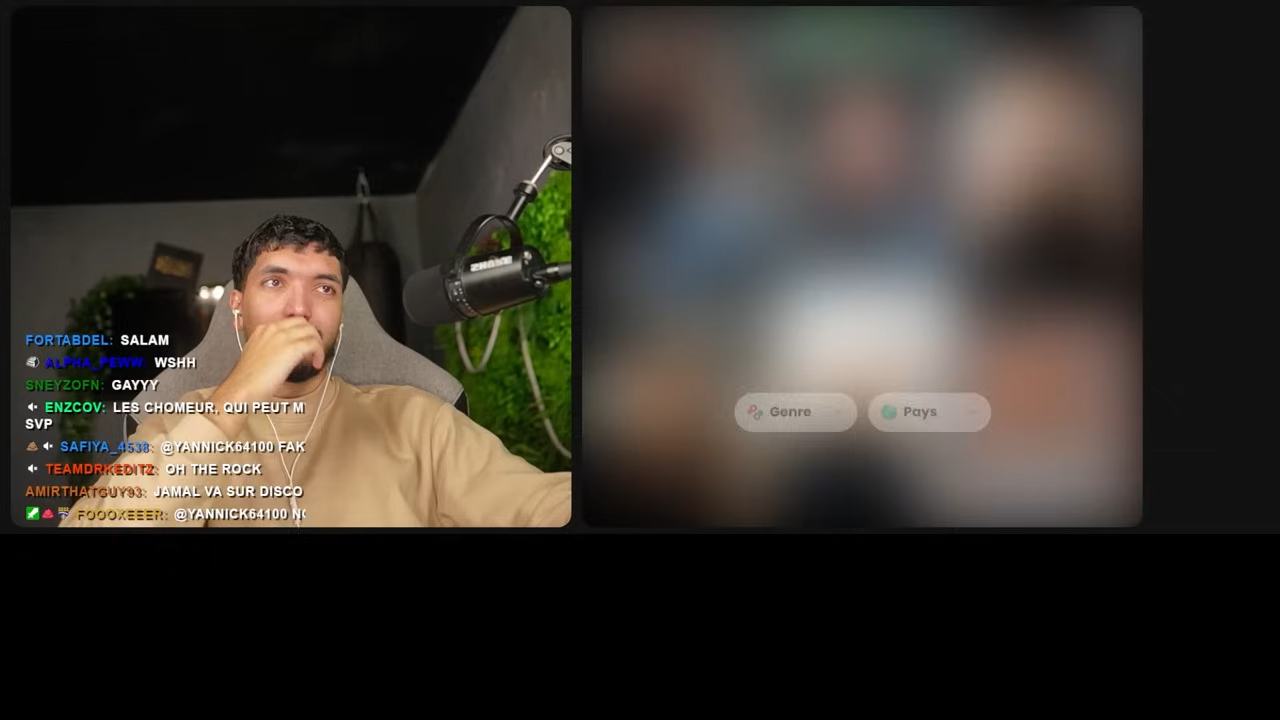 FORTABDEL: SALAM
ALPHA_PEWW: WSHH
SNEYZOFN: GAYYY
ENZCOV: LES CHOMEUR, QUI PEUT M
SVP
SAFIYA_4538: @YANNICK64100 FAK
TEAMDRKEDITZ: OH THE ROCK
AMIRTHATGUY93: JAMAL VA SUR DISCO
FOOOXEEER: @YANNICK64100 N
Genre
Pays